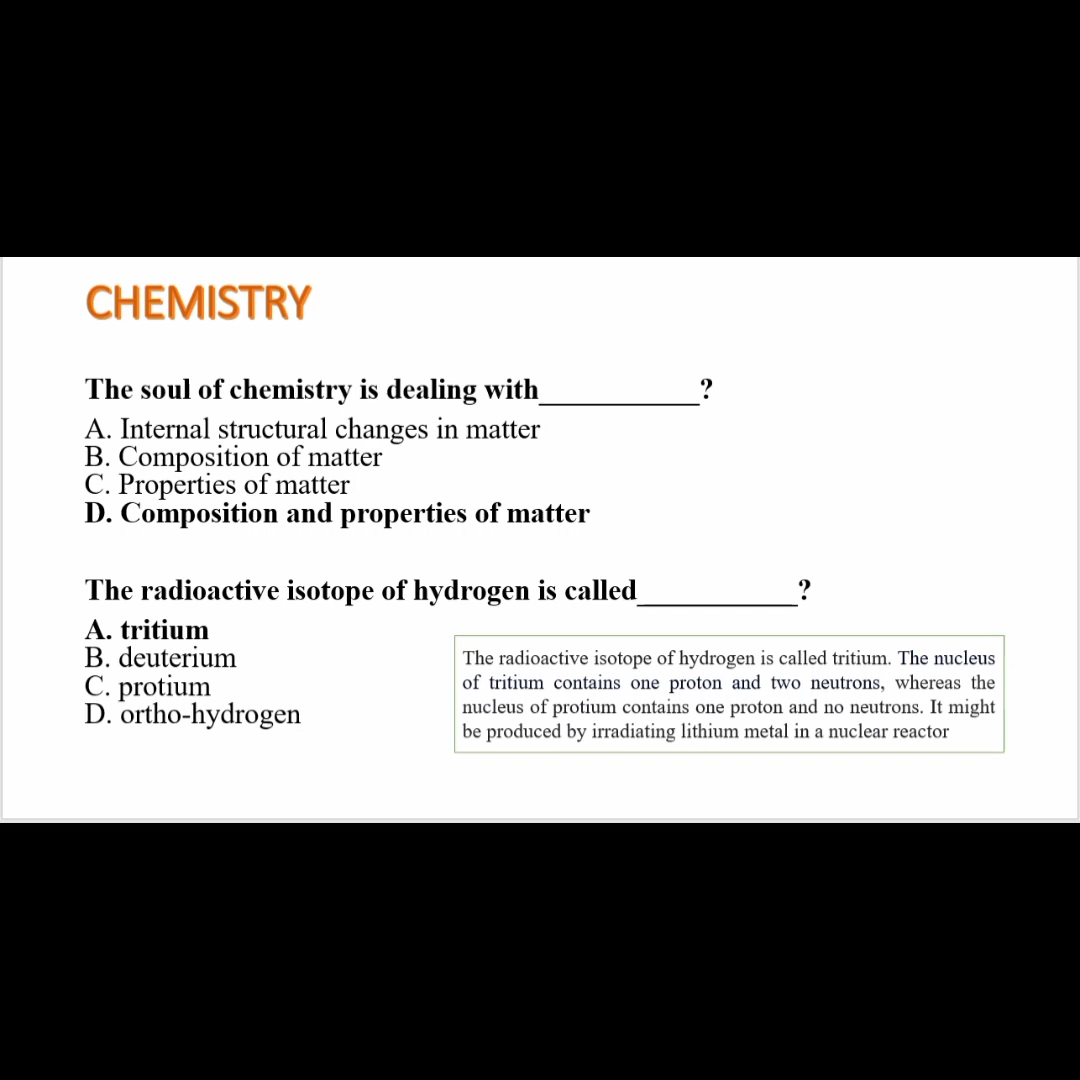 CHEMISTRY
The soul of chemistry is dealing with___________?
A. Internal structural changes in matter
B. Composition of matter
C. Properties of matter
D. Composition and properties of matter
The radioactive isotope of hydrogen is called___________?
A. tritium
B. deuterium
C. protium
D. ortho-hydrogen
The radioactive isotope of hydrogen is called tritium. The nucleus
of tritium contains one proton and two neutrons, whereas the
nucleus of protium contains one proton and no neutrons. It might
be produced by irradiating lithium metal in a nuclear reactor